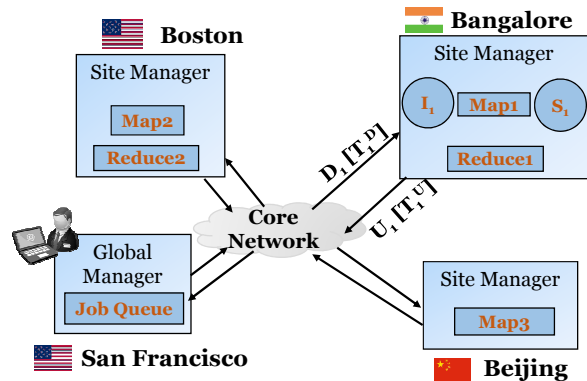 Boston
Site Manager
Map2
Reduce2
Bangalore
Site Manager
I₁
Map1
S₁
Reduce1
D₁ [T₁ᴰ]
U₁ [T₁ᵁ]
Core
Network
Global
Manager
Job Queue
San Francisco
Site Manager
Map3
Beijing